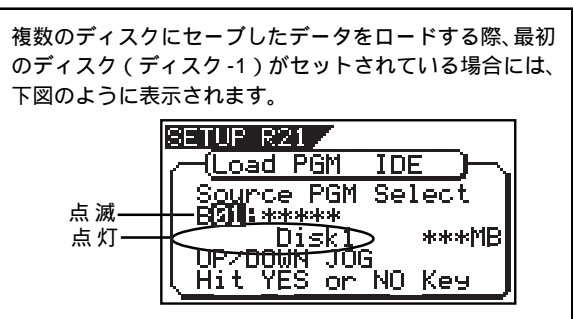 複数のディスクにセーブしたデータをロードする際、最初
のディスク（ディスク-1）がセットされている場合には、
下図のように表示されます。
SETUP R21
Load PGM IDE
Source PGM Select
点滅
B01:*****
点灯
Disk1 ***MB
UP/DOWN JOG
Hit YES or NO Key